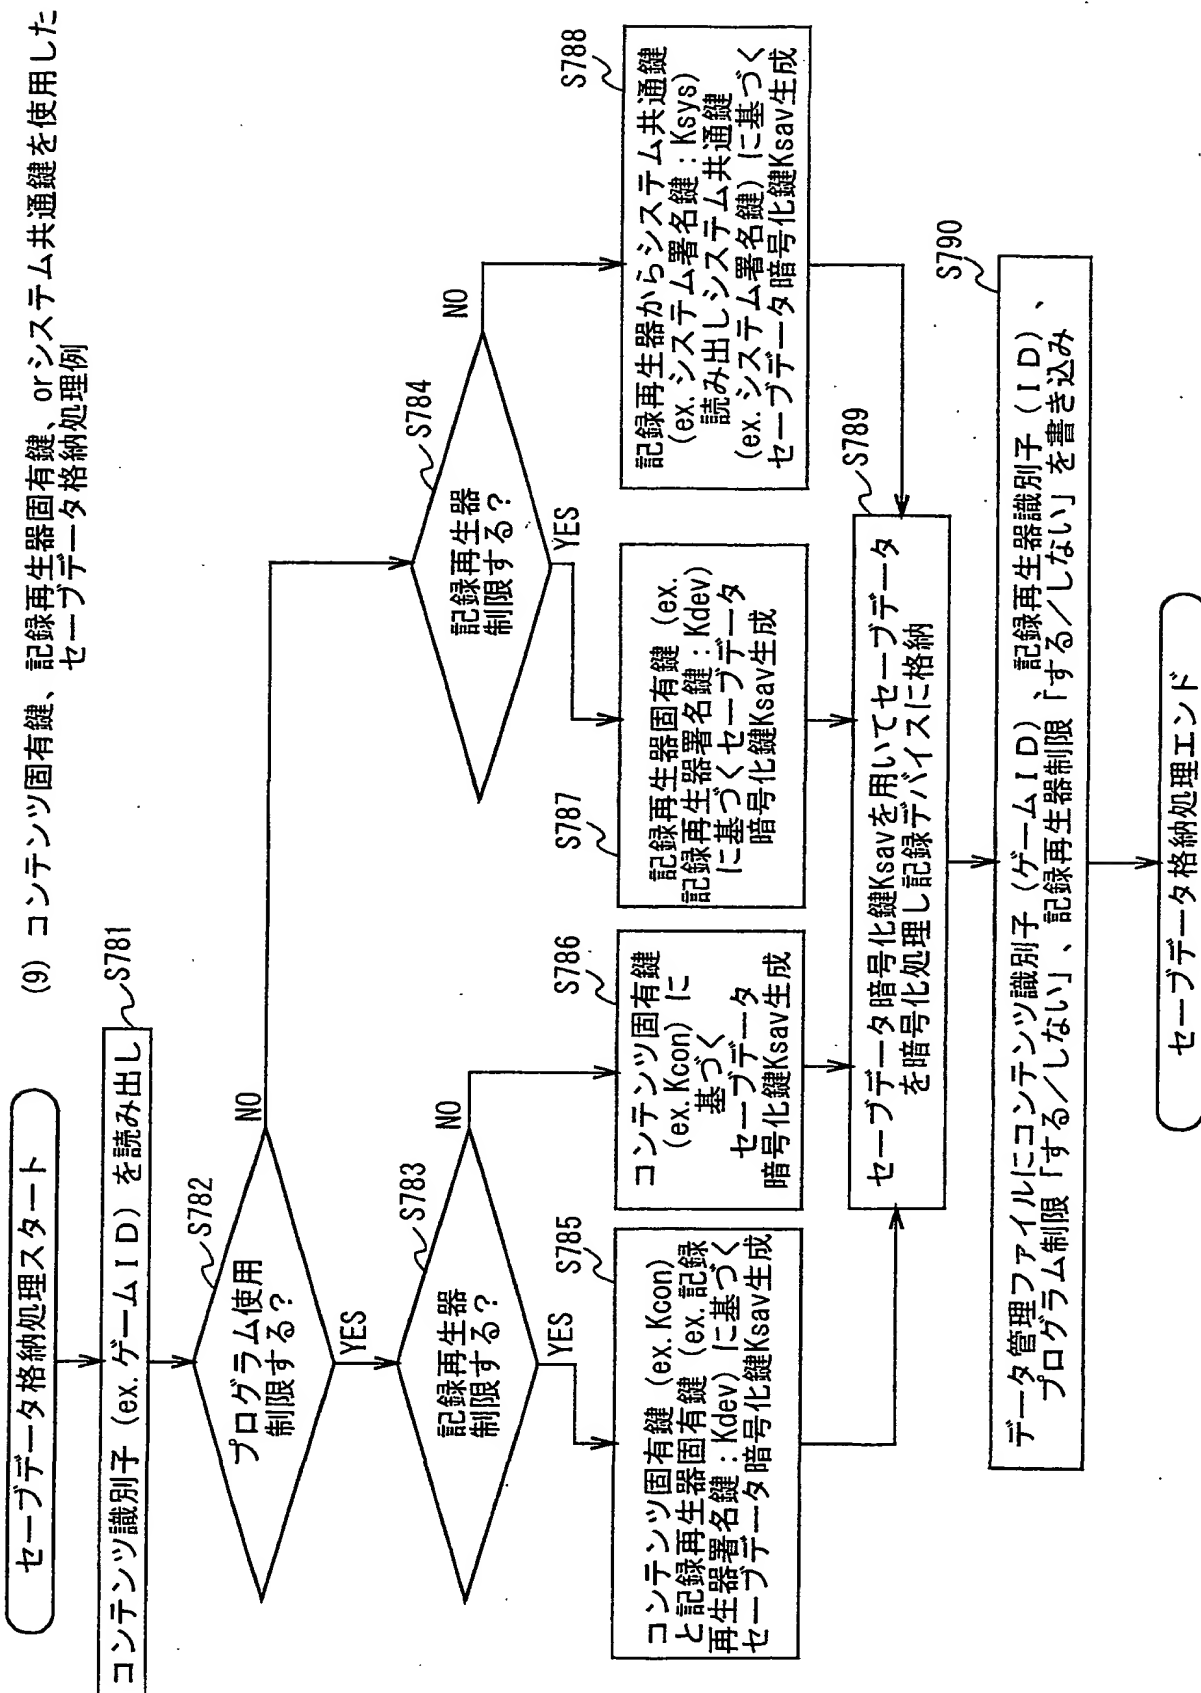 (9) コンテンツ固有鍵、記録再生器固有鍵、orシステム共通鍵を使用した
セーブデータ格納処理例
セーブデータ格納処理スタート
コンテンツ識別子（ex.ゲームＩＤ）を読み出し
S781
プログラム使用
制限する？
S782
YES
NO
記録再生器
制限する？
S783
YES
NO
記録再生器
制限する？
S784
YES
NO
コンテンツ固有鍵（ex.Kcon）
と記録再生器固有鍵（ex.記録
再生器署名鍵：Kdev）に基づく
セーブデータ暗号化鍵Ksav生成
S785
コンテンツ固有鍵
（ex.Kcon）に
基づく
セーブデータ
暗号化鍵Ksav生成
S786
記録再生器固有鍵（ex.
記録再生器署名鍵：Kdev）
に基づくセーブデータ
暗号化鍵Ksav生成
S787
記録再生器からシステム共通鍵
（ex.システム署名鍵：Ksys）
読み出しシステム共通鍵
（ex.システム署名鍵）に基づく
セーブデータ暗号化鍵Ksav生成
S788
セーブデータ暗号化鍵Ksavを用いてセーブデータ
を暗号化処理し記録デバイスに格納
S789
データ管理ファイルにコンテンツ識別子（ゲームＩＤ）、記録再生器識別子（ＩＤ）、
プログラム制限「する／しない」、記録再生器制限「する／しない」を書き込み
S790
セーブデータ格納処理エンド